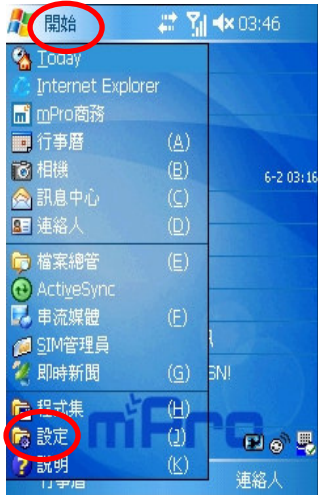 開始 03:46
Today
Internet Explorer
mPro商務
行事曆 (A)
相機 (B)
6-2 03:16
訊息中心 (C)
連絡人 (D)
檔案總管 (E)
ActiveSync
串流媒體 (F)
SIM管理員
即時新聞 (G) SN!
程式集 (H)
mPro
設定 (J)
說明 (K)
行事曆 連絡人